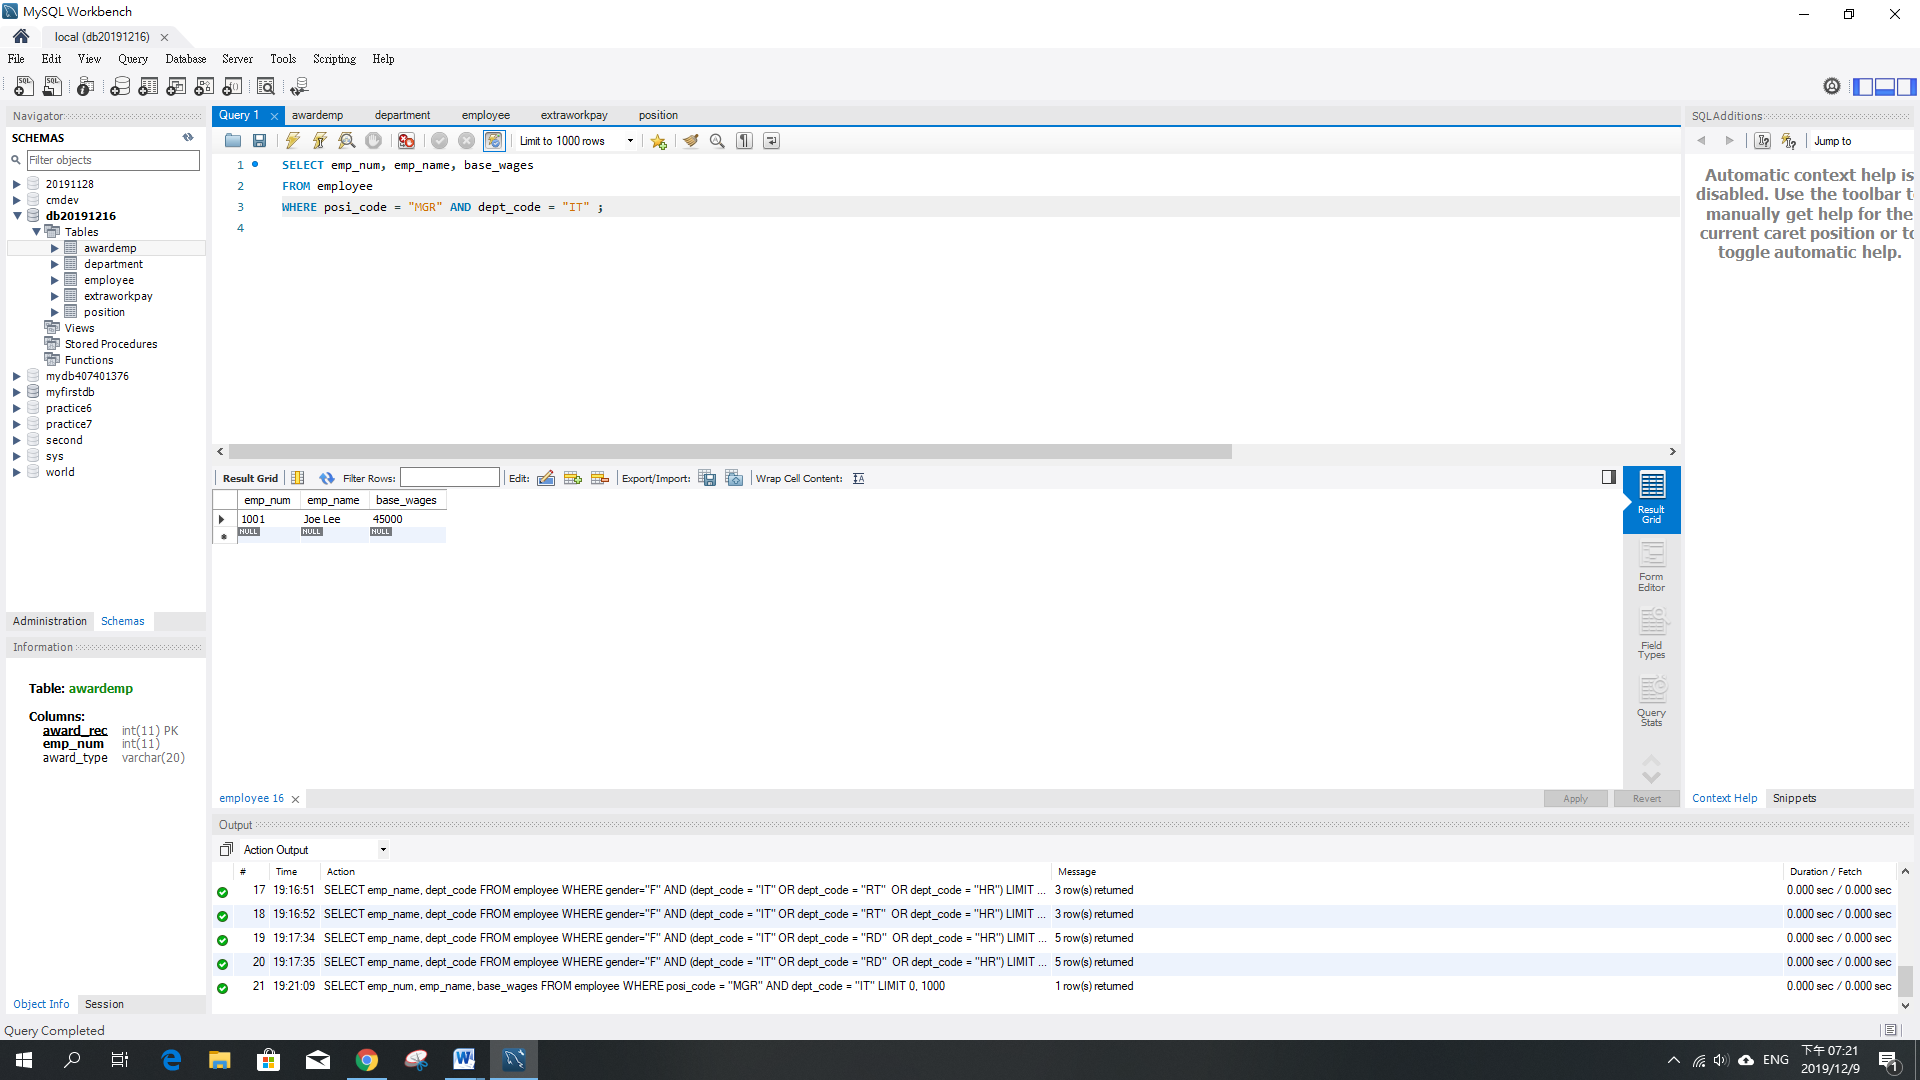 MySQL Workbench
local (db20191216)
File Edit View Query Database Server Tools Scripting Help
Navigator
SCHEMAS
Filter objects
20191128
cmdev
db20191216
Tables
awardemp
department
employee
extraworkpay
position
Views
Stored Procedures
Functions
mydb407401376
myfirstdb
practice6
practice7
second
sys
world
Administration Schemas
Information
Table: awardemp
Columns:
award_rec int(11) PK
emp_num int(11)
award_type varchar(20)
Object Info Session
Query 1 awardemp department employee extraworkpay position
Limit to 1000 rows
1 SELECT emp_num, emp_name, base_wages
2 FROM employee
3 WHERE posi_code = "MGR" AND dept_code = "IT" ;
4
Result Grid Filter Rows: Edit: Export/Import: Wrap Cell Content:
emp_num emp_name base_wages
1001 Joe Lee 45000
NULL NULL NULL
Result
Grid
Form
Editor
Field
Types
Query
Stats
employee 16
Apply Revert
SQLAdditions
Jump to
Automatic context help is
disabled. Use the toolbar t
manually get help for the
current caret position or to
toggle automatic help.
Context Help Snippets
Output
Action Output
# Time Action Message Duration / Fetch
17 19:16:51 SELECT emp_name, dept_code FROM employee WHERE gender="F" AND (dept_code = "IT" OR dept_code = "RT" OR dept_code = "HR") LIMIT ... 3 row(s) returned 0.000 sec / 0.000 sec
18 19:16:52 SELECT emp_name, dept_code FROM employee WHERE gender="F" AND (dept_code = "IT" OR dept_code = "RT" OR dept_code = "HR") LIMIT ... 3 row(s) returned 0.000 sec / 0.000 sec
19 19:17:34 SELECT emp_name, dept_code FROM employee WHERE gender="F" AND (dept_code = "IT" OR dept_code = "RD" OR dept_code = "HR") LIMIT ... 5 row(s) returned 0.000 sec / 0.000 sec
20 19:17:35 SELECT emp_name, dept_code FROM employee WHERE gender="F" AND (dept_code = "IT" OR dept_code = "RD" OR dept_code = "HR") LIMIT ... 5 row(s) returned 0.000 sec / 0.000 sec
21 19:21:09 SELECT emp_num, emp_name, base_wages FROM employee WHERE posi_code = "MGR" AND dept_code = "IT" LIMIT 0, 1000 1 row(s) returned 0.000 sec / 0.000 sec
Query Completed
ENG
下午 07:21
2019/12/9
1